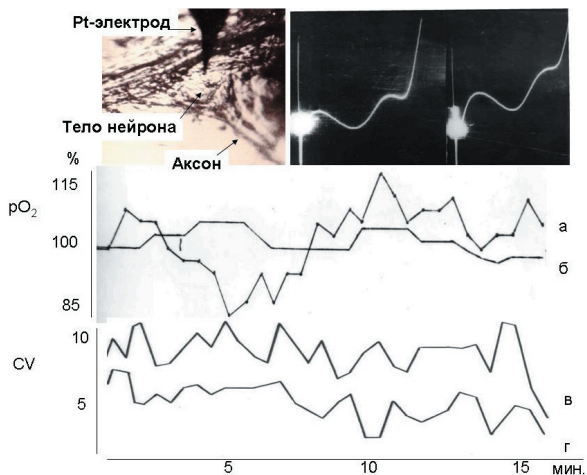 Pt-электрод
Тело нейрона
Аксон
%
115
pO2
100
85
а
б
10
CV
5
в
г
5
10
15
мин.